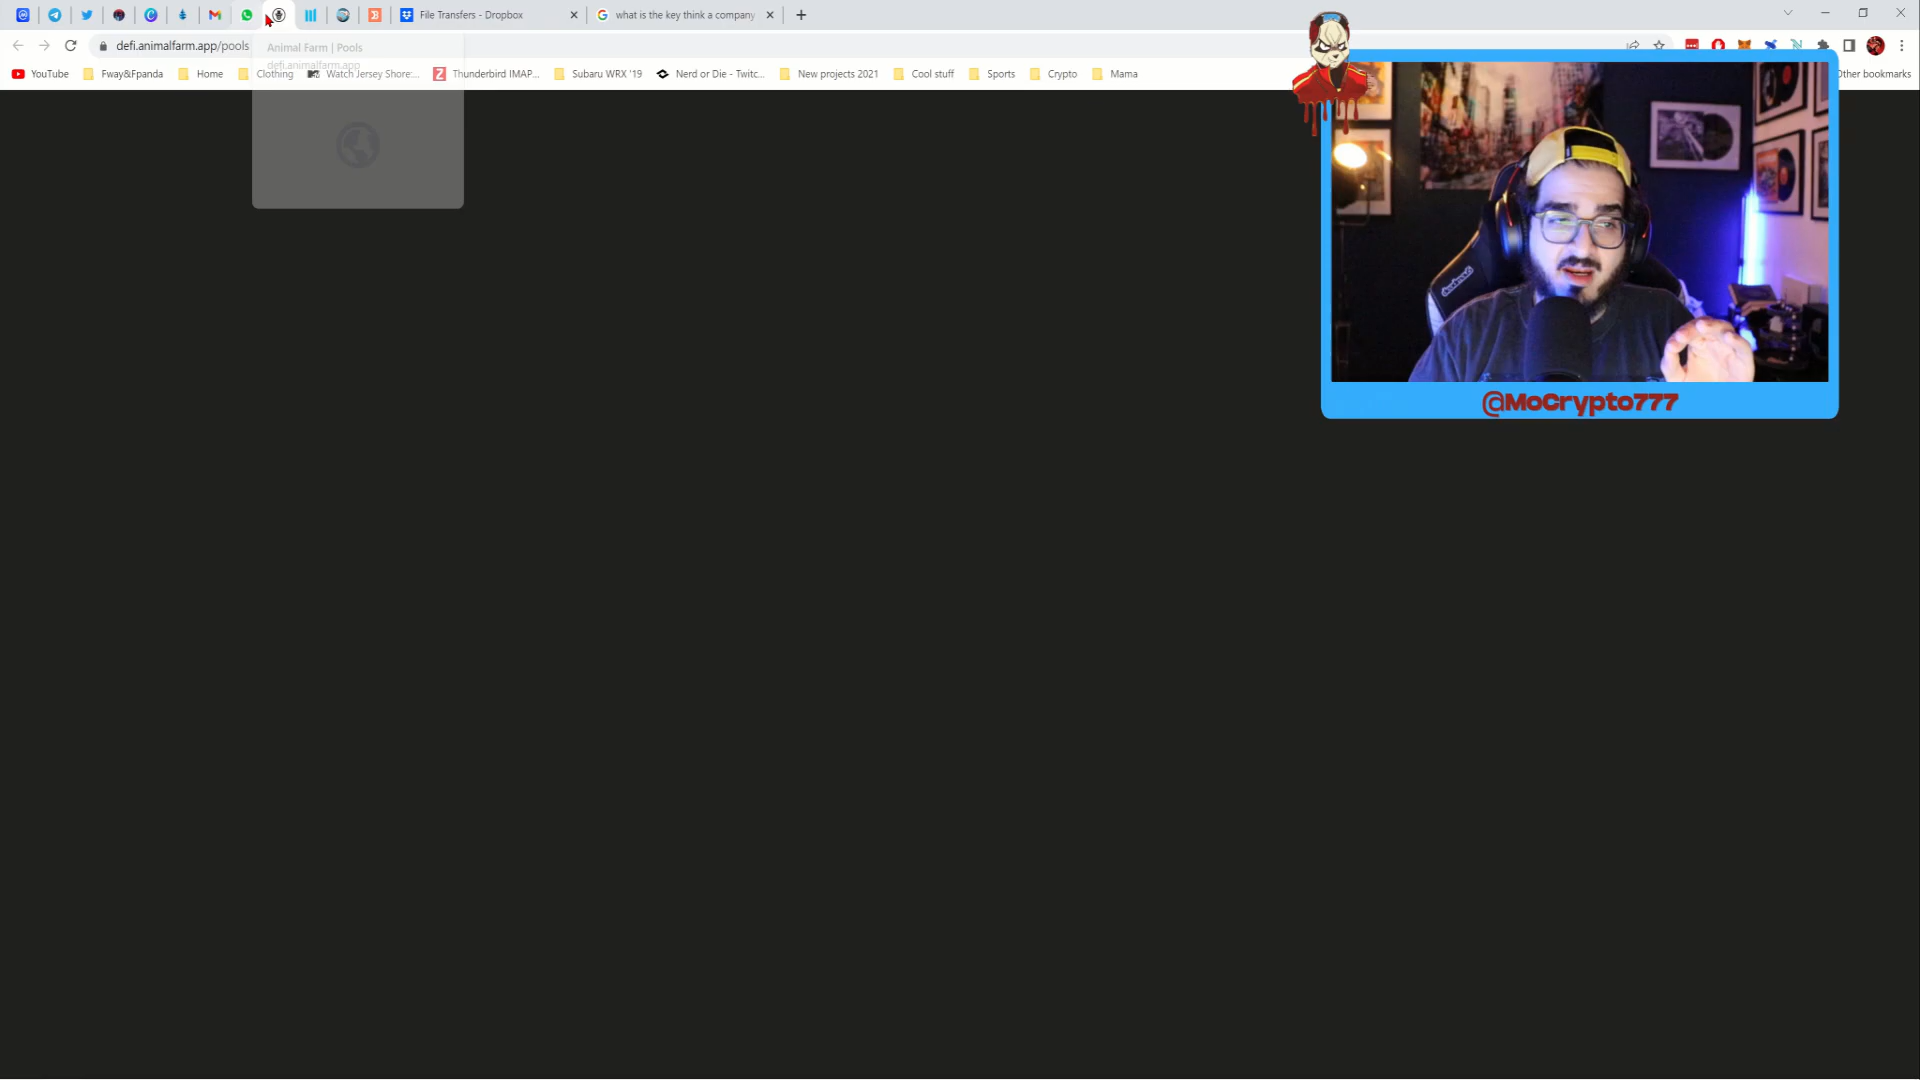 File Transfers - Dropbox
what is the key think a company
defi.animalfarm.app/pools
Animal Farm | Pools
defi.animalfarm.app
YouTube
Fway&Fpanda
Home
Clothing
Watch Jersey Shore:...
Thunderbird IMAP...
Subaru WRX '19
Nerd or Die - Twitc...
New projects 2021
Cool stuff
Sports
Crypto
Mama
Other bookmarks
@MoCrypto777